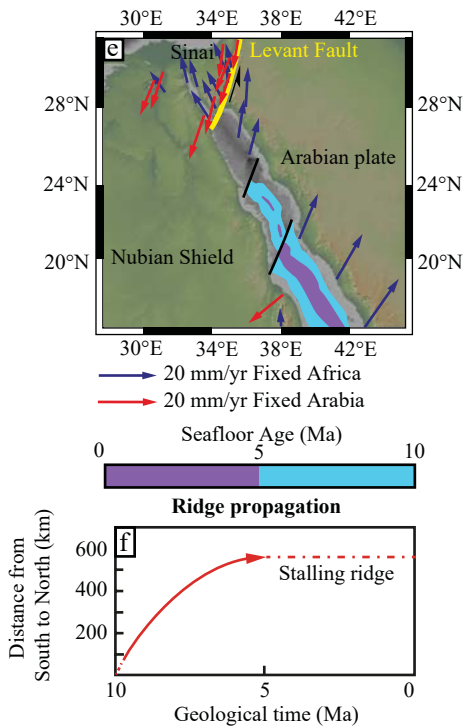 30°E 34°E 38°E 42°E
e
Sinai
Levant Fault
28°N 28°N
Arabian plate
24°N 24°N
Nubian Shield
20°N 20°N
30°E 34°E 38°E 42°E
20 mm/yr Fixed Africa
20 mm/yr Fixed Arabia
Seafloor Age (Ma)
0 5 10
Ridge propagation
f
Distance from
South to North (km)
600
400
200
Stalling ridge
10 5 0
Geological time (Ma)